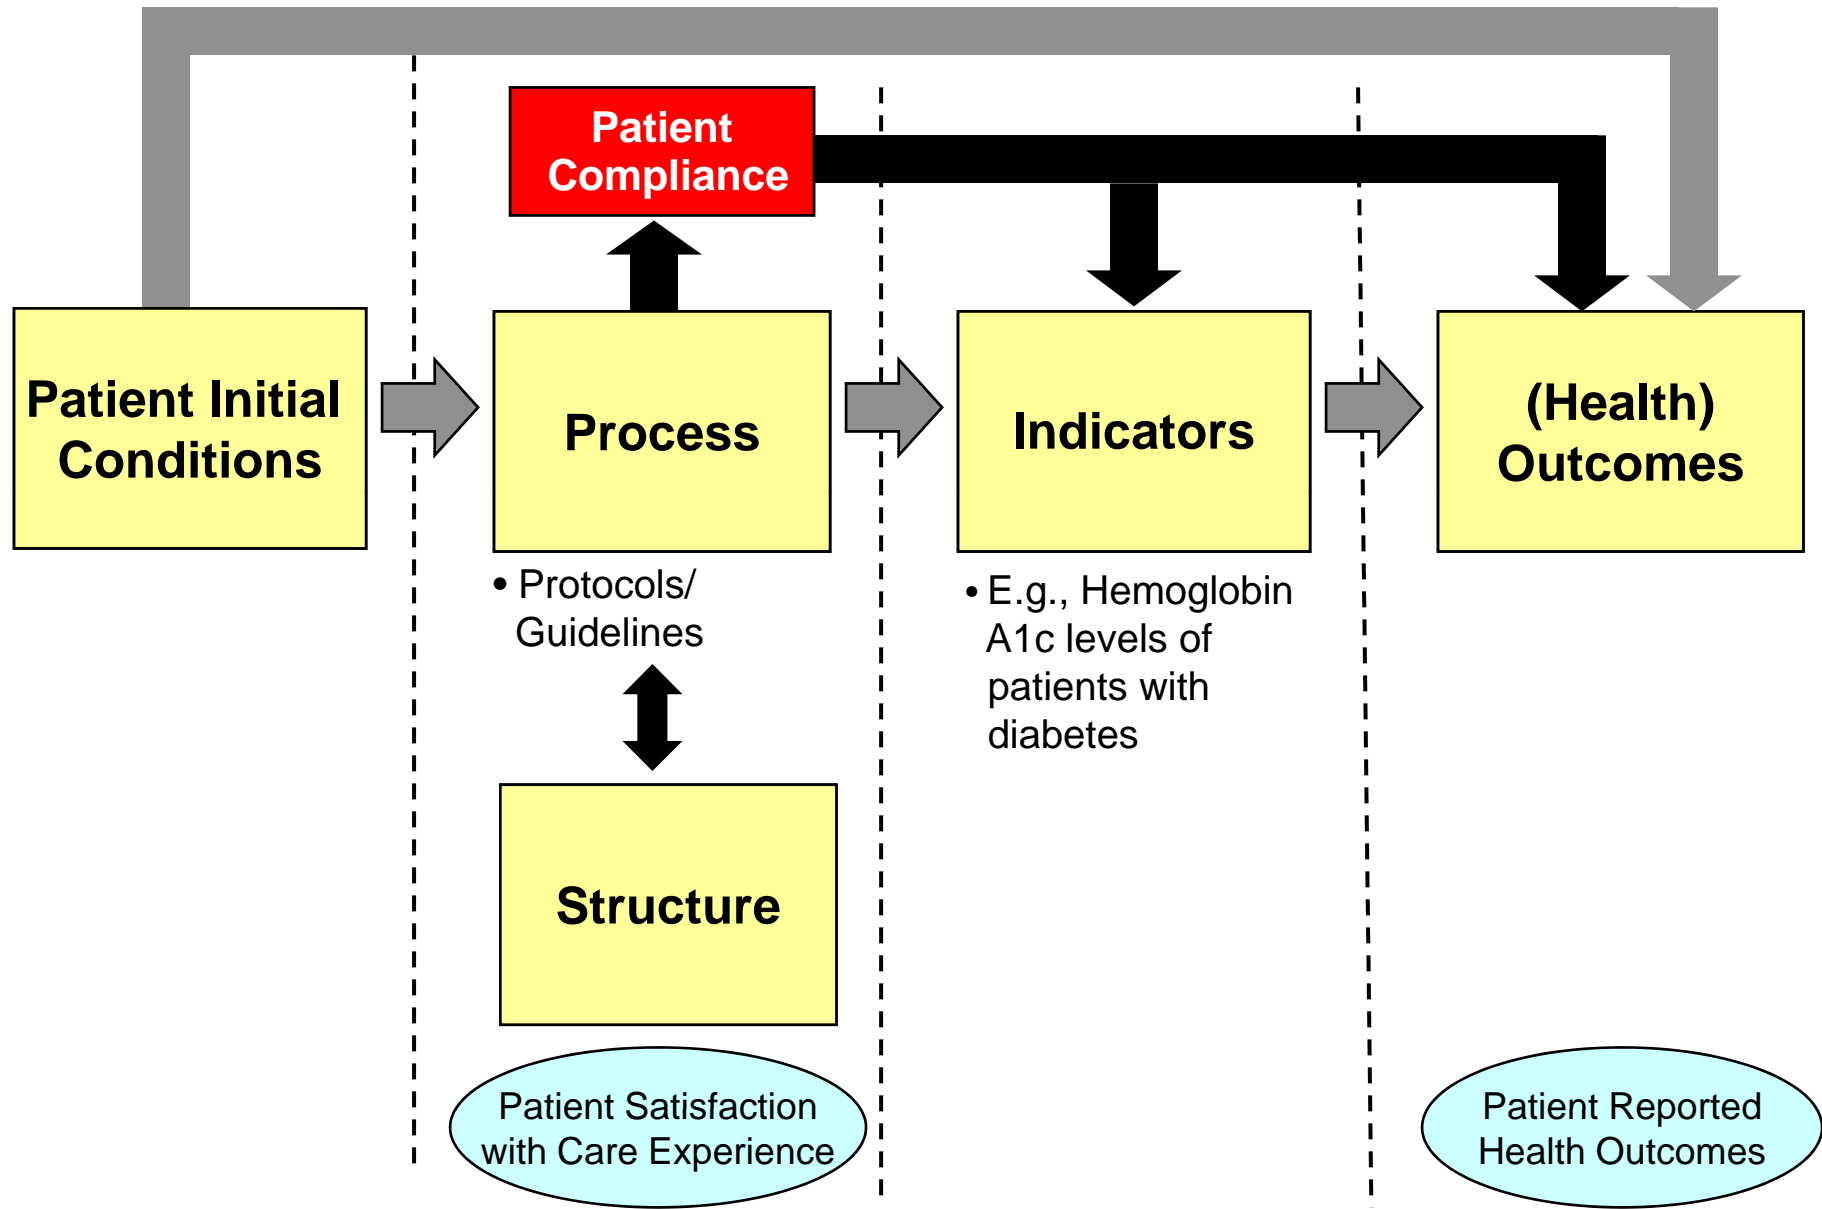 Patient
Compliance
Patient Initial
Conditions
Process
Indicators
(Health)
Outcomes
• Protocols/
Guidelines
• E.g., Hemoglobin
A1c levels of
patients with
diabetes
Structure
Patient Satisfaction
with Care Experience
Patient Reported
Health Outcomes